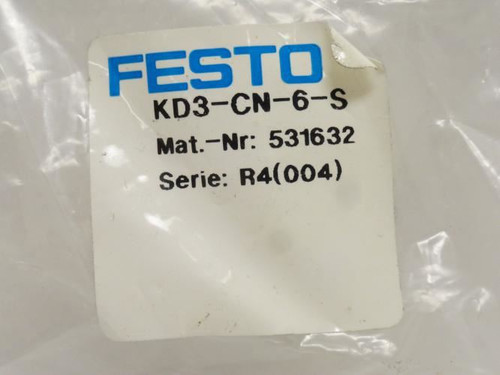 FESTO
KD3-CN-6-S
Mat.-Nr: 531632
Serie: R4(004)